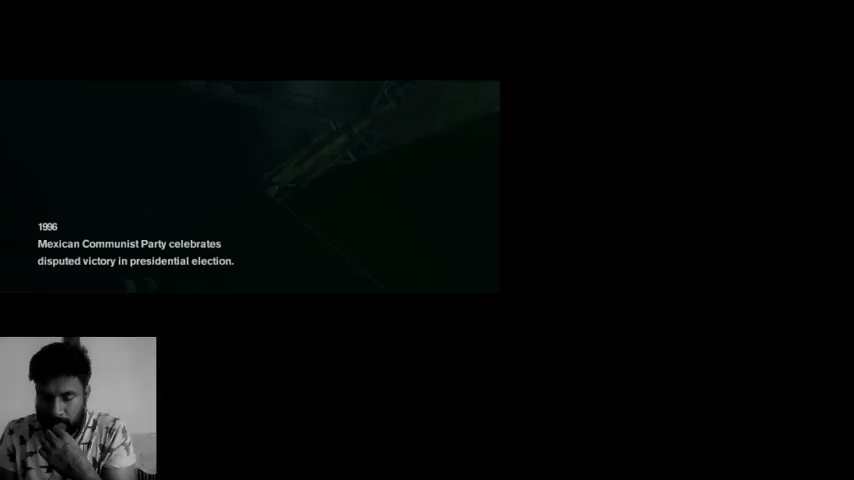 1996
Mexican Communist Party celebrates
disputed victory in presidential election.